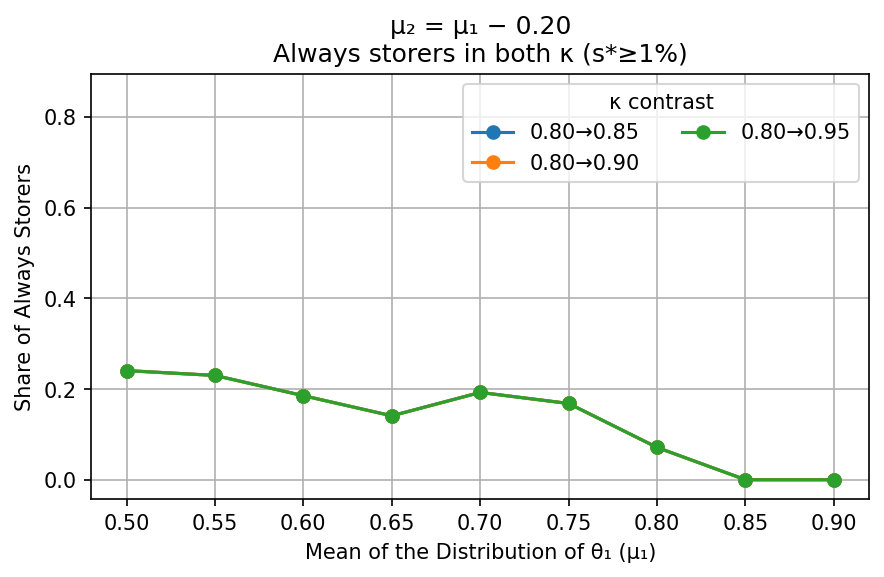 μ₂ = μ₁ − 0.20
Always storers in both κ (s*≥1%)
κ contrast
0.80→0.85
0.80→0.90
0.80→0.95
Share of Always Storers
0.8
0.6
0.4
0.2
0.0
0.50 0.55 0.60 0.65 0.70 0.75 0.80 0.85 0.90
Mean of the Distribution of θ₁ (μ₁)